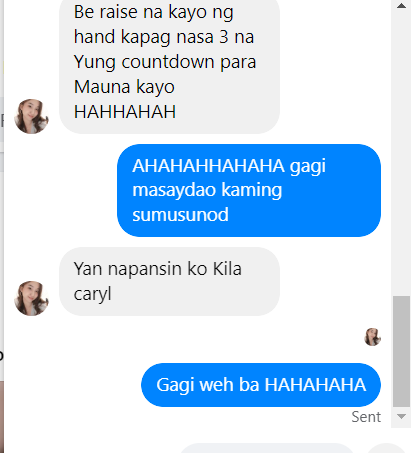 Be raise na kayo ng
hand kapag nasa 3 na
Yung countdown para
Mauna kayo
HAHHAHAH
AHAHAHHAHAHA gagi
masaydao kaming
sumusunod
Yan napansin ko Kila
caryl
Gagi weh ba HAHAHAHA
Sent